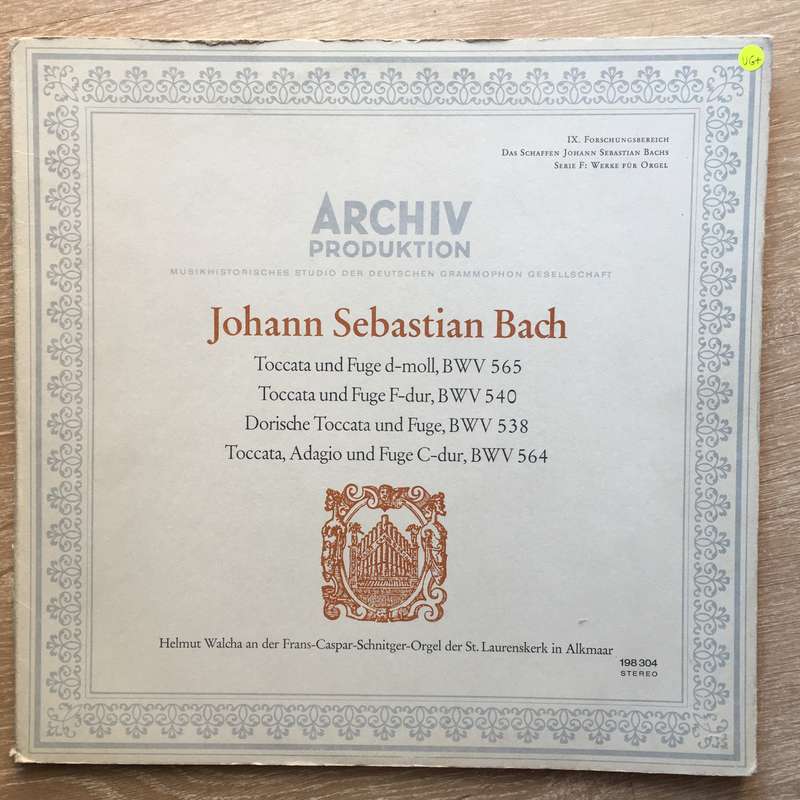 VG+
IX. Forschungsbereich
Das Schaffen Johann Sebastian Bachs
Serie F: Werke für Orgel
ARCHIV
PRODUKTION
MUSIKHISTORISCHES STUDIO DER DEUTSCHEN GRAMMOPHON GESELLSCHAFT
Johann Sebastian Bach
Toccata und Fuge d-moll, BWV 565
Toccata und Fuge F-dur, BWV 540
Dorische Toccata und Fuge, BWV 538
Toccata, Adagio und Fuge C-dur, BWV 564
Helmut Walcha an der Frans-Caspar-Schnitger-Orgel der St. Laurenskerk in Alkmaar
198 304
STEREO